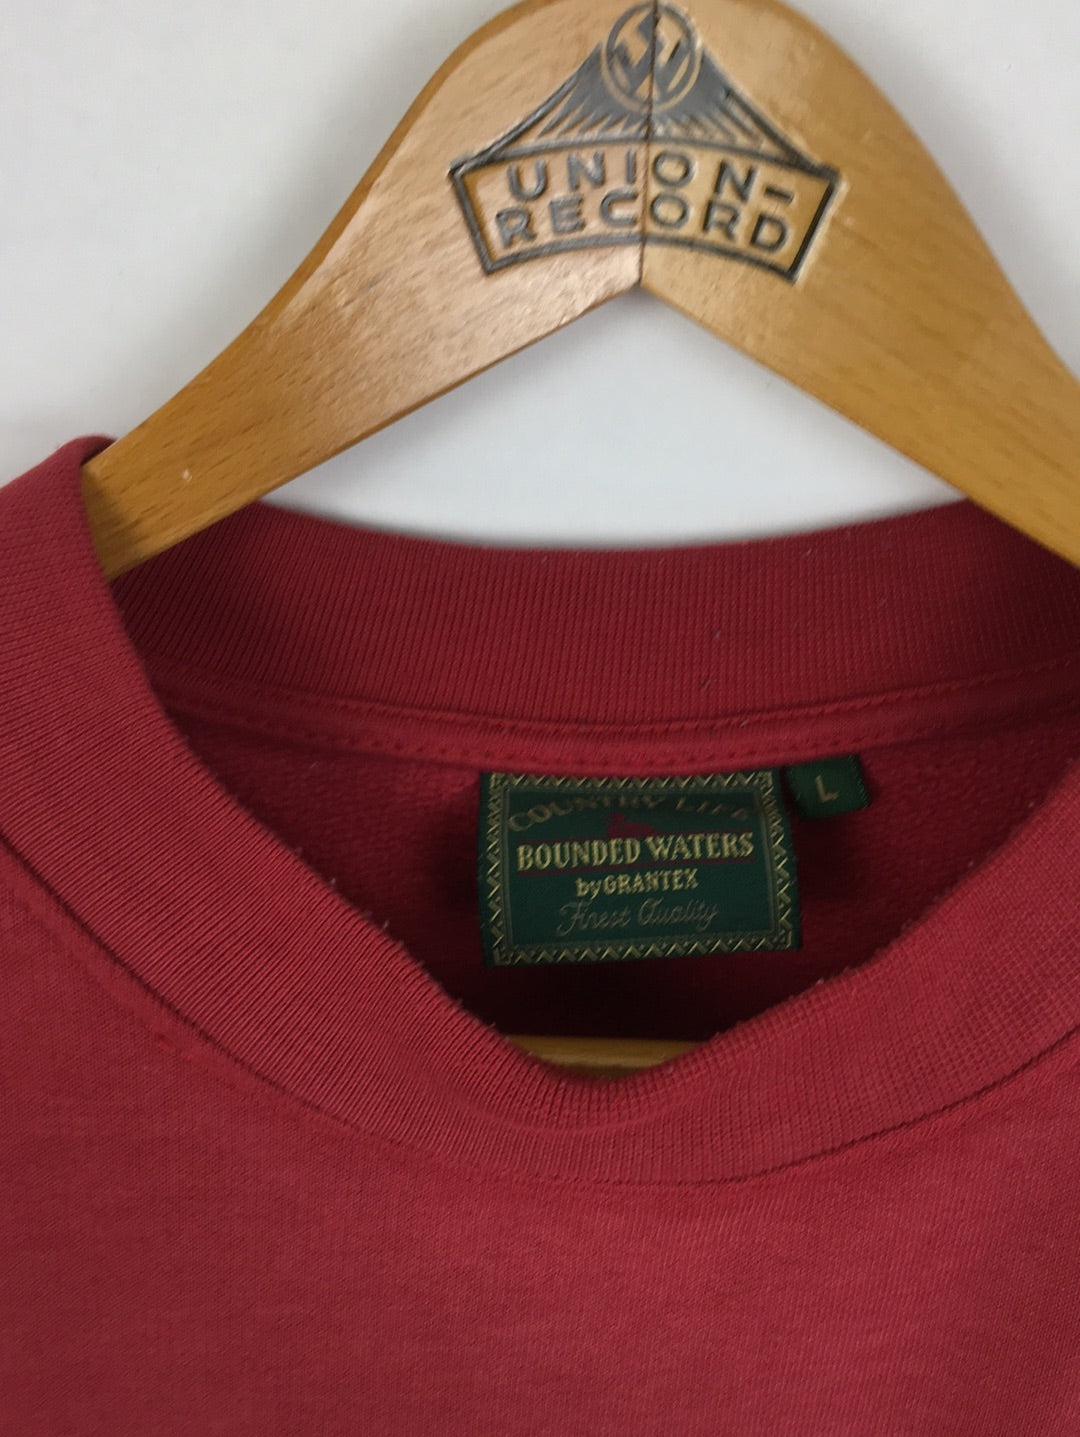 UNION-
RECORD
COUNTRY LIFE
BOUNDED WATERS
by GRANTEX
Finest Quality
L